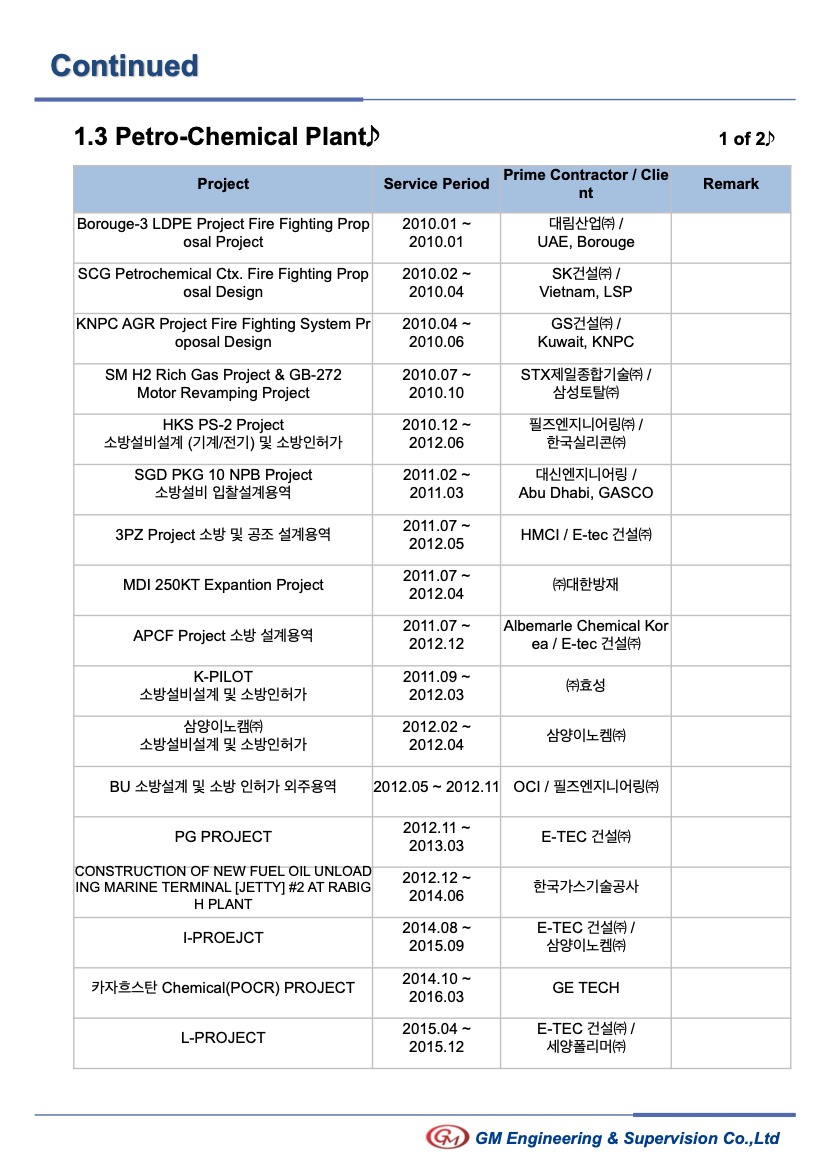 Continued
1.3 Petro-Chemical Plant♪
1 of 2♪
Project
Service Period
Prime Contractor / Clie
nt
Remark
Borouge-3 LDPE Project Fire Fighting Prop
osal Project
2010.01 ~
2010.01
대림산업㈜ /
UAE, Borouge
SCG Petrochemical Ctx. Fire Fighting Prop
osal Design
2010.02 ~
2010.04
SK건설㈜ /
Vietnam, LSP
KNPC AGR Project Fire Fighting System Pr
oposal Design
2010.04 ~
2010.06
GS건설㈜ /
Kuwait, KNPC
SM H2 Rich Gas Project & GB-272
Motor Revamping Project
2010.07 ~
2010.10
STX제일종합기술㈜ /
삼성토탈㈜
HKS PS-2 Project
소방설비설계 (기계/전기) 및 소방인허가
2010.12 ~
2012.06
필즈엔지니어링㈜ /
한국실리콘㈜
SGD PKG 10 NPB Project
소방설비 입찰설계용역
2011.02 ~
2011.03
대신엔지니어링 /
Abu Dhabi, GASCO
3PZ Project 소방 및 공조 설계용역
2011.07 ~
2012.05
HMCI / E-tec 건설㈜
MDI 250KT Expantion Project
2011.07 ~
2012.04
㈜대한방재
APCF Project 소방 설계용역
2011.07 ~
2012.12
Albemarle Chemical Kor
ea / E-tec 건설㈜
K-PILOT
소방설비설계 및 소방인허가
2011.09 ~
2012.03
㈜효성
삼양이노캠㈜
소방설비설계 및 소방인허가
2012.02 ~
2012.04
삼양이노켐㈜
BU 소방설계 및 소방 인허가 외주용역
2012.05 ~ 2012.11
OCI / 필즈엔지니어링㈜
PG PROJECT
2012.11 ~
2013.03
E-TEC 건설㈜
CONSTRUCTION OF NEW FUEL OIL UNLOAD
ING MARINE TERMINAL [JETTY] #2 AT RABIG
H PLANT
2012.12 ~
2014.06
한국가스기술공사
I-PROEJCT
2014.08 ~
2015.09
E-TEC 건설㈜ /
삼양이노켐㈜
카자흐스탄 Chemical(POCR) PROJECT
2014.10 ~
2016.03
GE TECH
L-PROJECT
2015.04 ~
2015.12
E-TEC 건설㈜ /
세양폴리머㈜
GM GM Engineering & Supervision Co.,Ltd